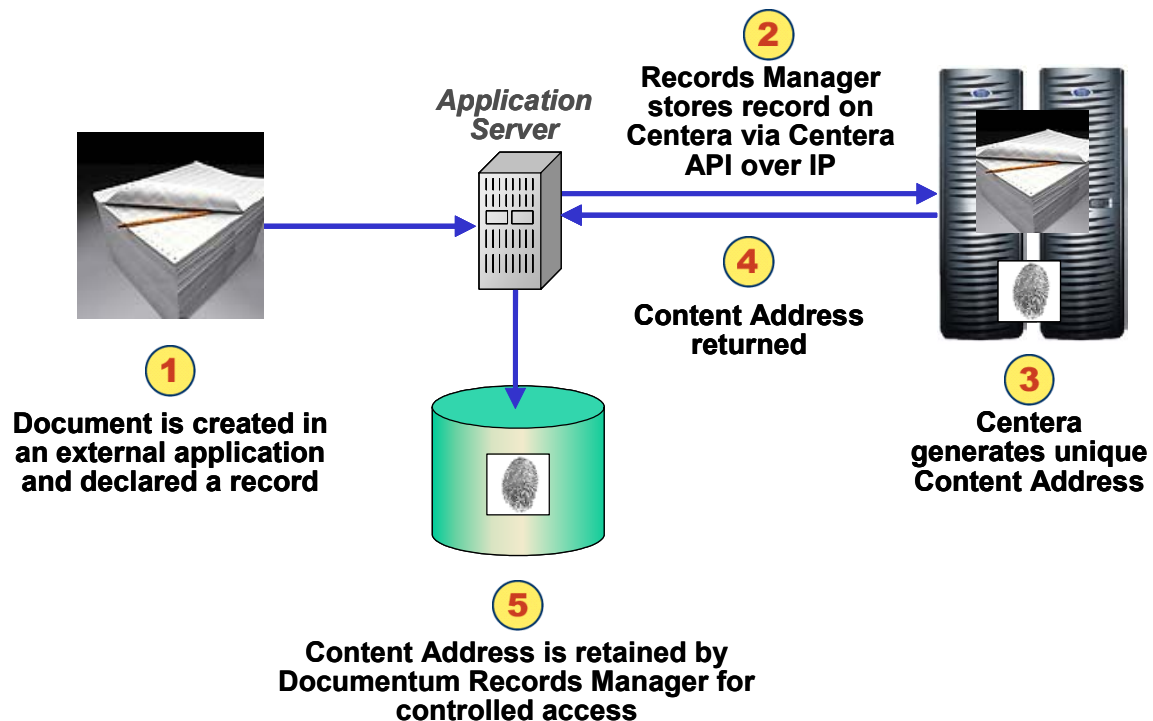 1
Document is created in
an external application
and declared a record
Application
Server
2
Records Manager
stores record on
Centera via Centera
API over IP
3
Centera
generates unique
Content Address
4
Content Address
returned
5
Content Address is retained by
Documentum Records Manager for
controlled access